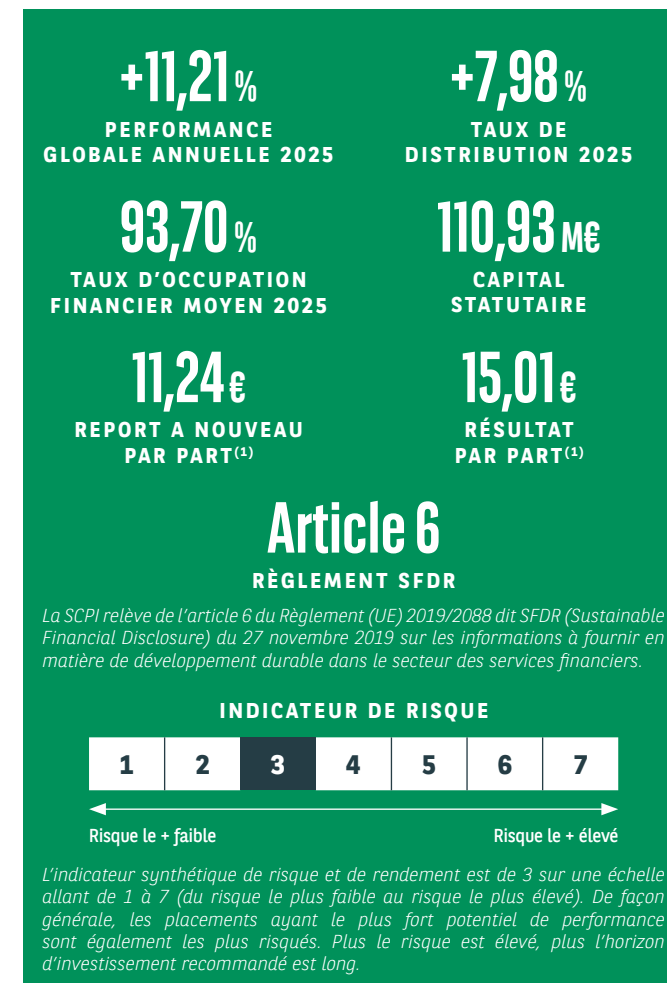 +11,21 %
PERFORMANCE
GLOBALE ANNUELLE 2025
+7,98 %
TAUX DE
DISTRIBUTION 2025
93,70 %
TAUX D’OCCUPATION
FINANCIER MOYEN 2025
110,93 M€
CAPITAL
STATUTAIRE
11,24 €
REPORT A NOUVEAU
PAR PART(1)
15,01 €
RÉSULTAT
PAR PART(1)
Article 6
RÈGLEMENT SFDR
La SCPI relève de l’article 6 du Règlement (UE) 2019/2088 dit SFDR (Sustainable
Financial Disclosure) du 27 novembre 2019 sur les informations à fournir en
matière de développement durable dans le secteur des services financiers.
INDICATEUR DE RISQUE
1 2 3 4 5 6 7
Risque le + faible Risque le + élevé
L’indicateur synthétique de risque et de rendement est de 3 sur une échelle
allant de 1 à 7 (du risque le plus faible au risque le plus élevé). De façon
générale, les placements ayant le plus fort potentiel de performance
sont également les plus risqués. Plus le risque est élevé, plus l’horizon
d’investissement recommandé est long.